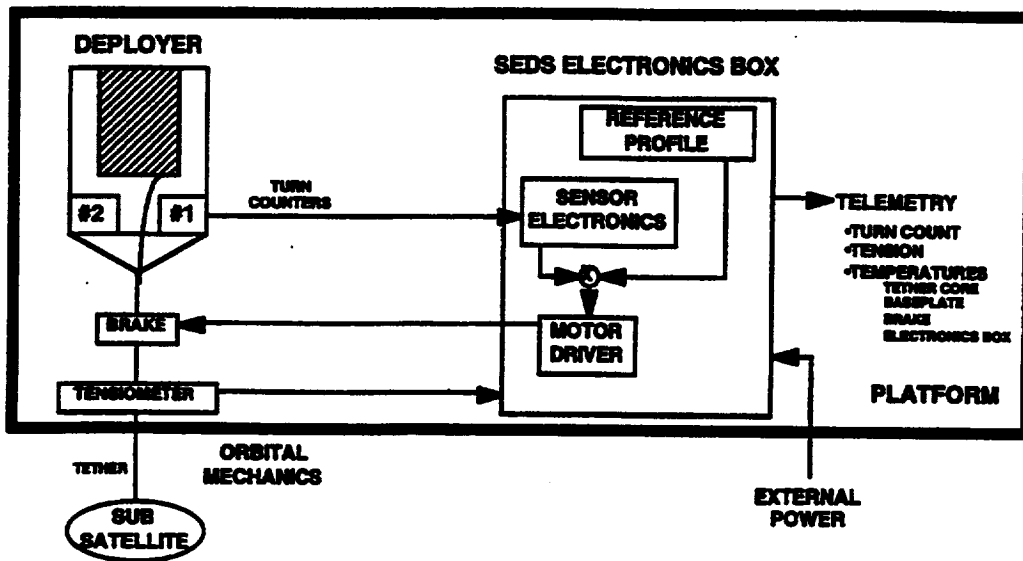 DEPLOYER
SEDS ELECTRONICS BOX
REFERENCE
PROFILE
#2
#1
TURN
COUNTERS
SENSOR
ELECTRONICS
TELEMETRY
•TURN COUNT
•TENSION
•TEMPERATURES
TETHER CORE
BASEPLATE
BRAKE
ELECTRONICS BOX
BRAKE
MOTOR
DRIVER
TENSIOMETER
PLATFORM
ORBITAL
MECHANICS
TETHER
EXTERNAL
POWER
SUB
SATELLITE